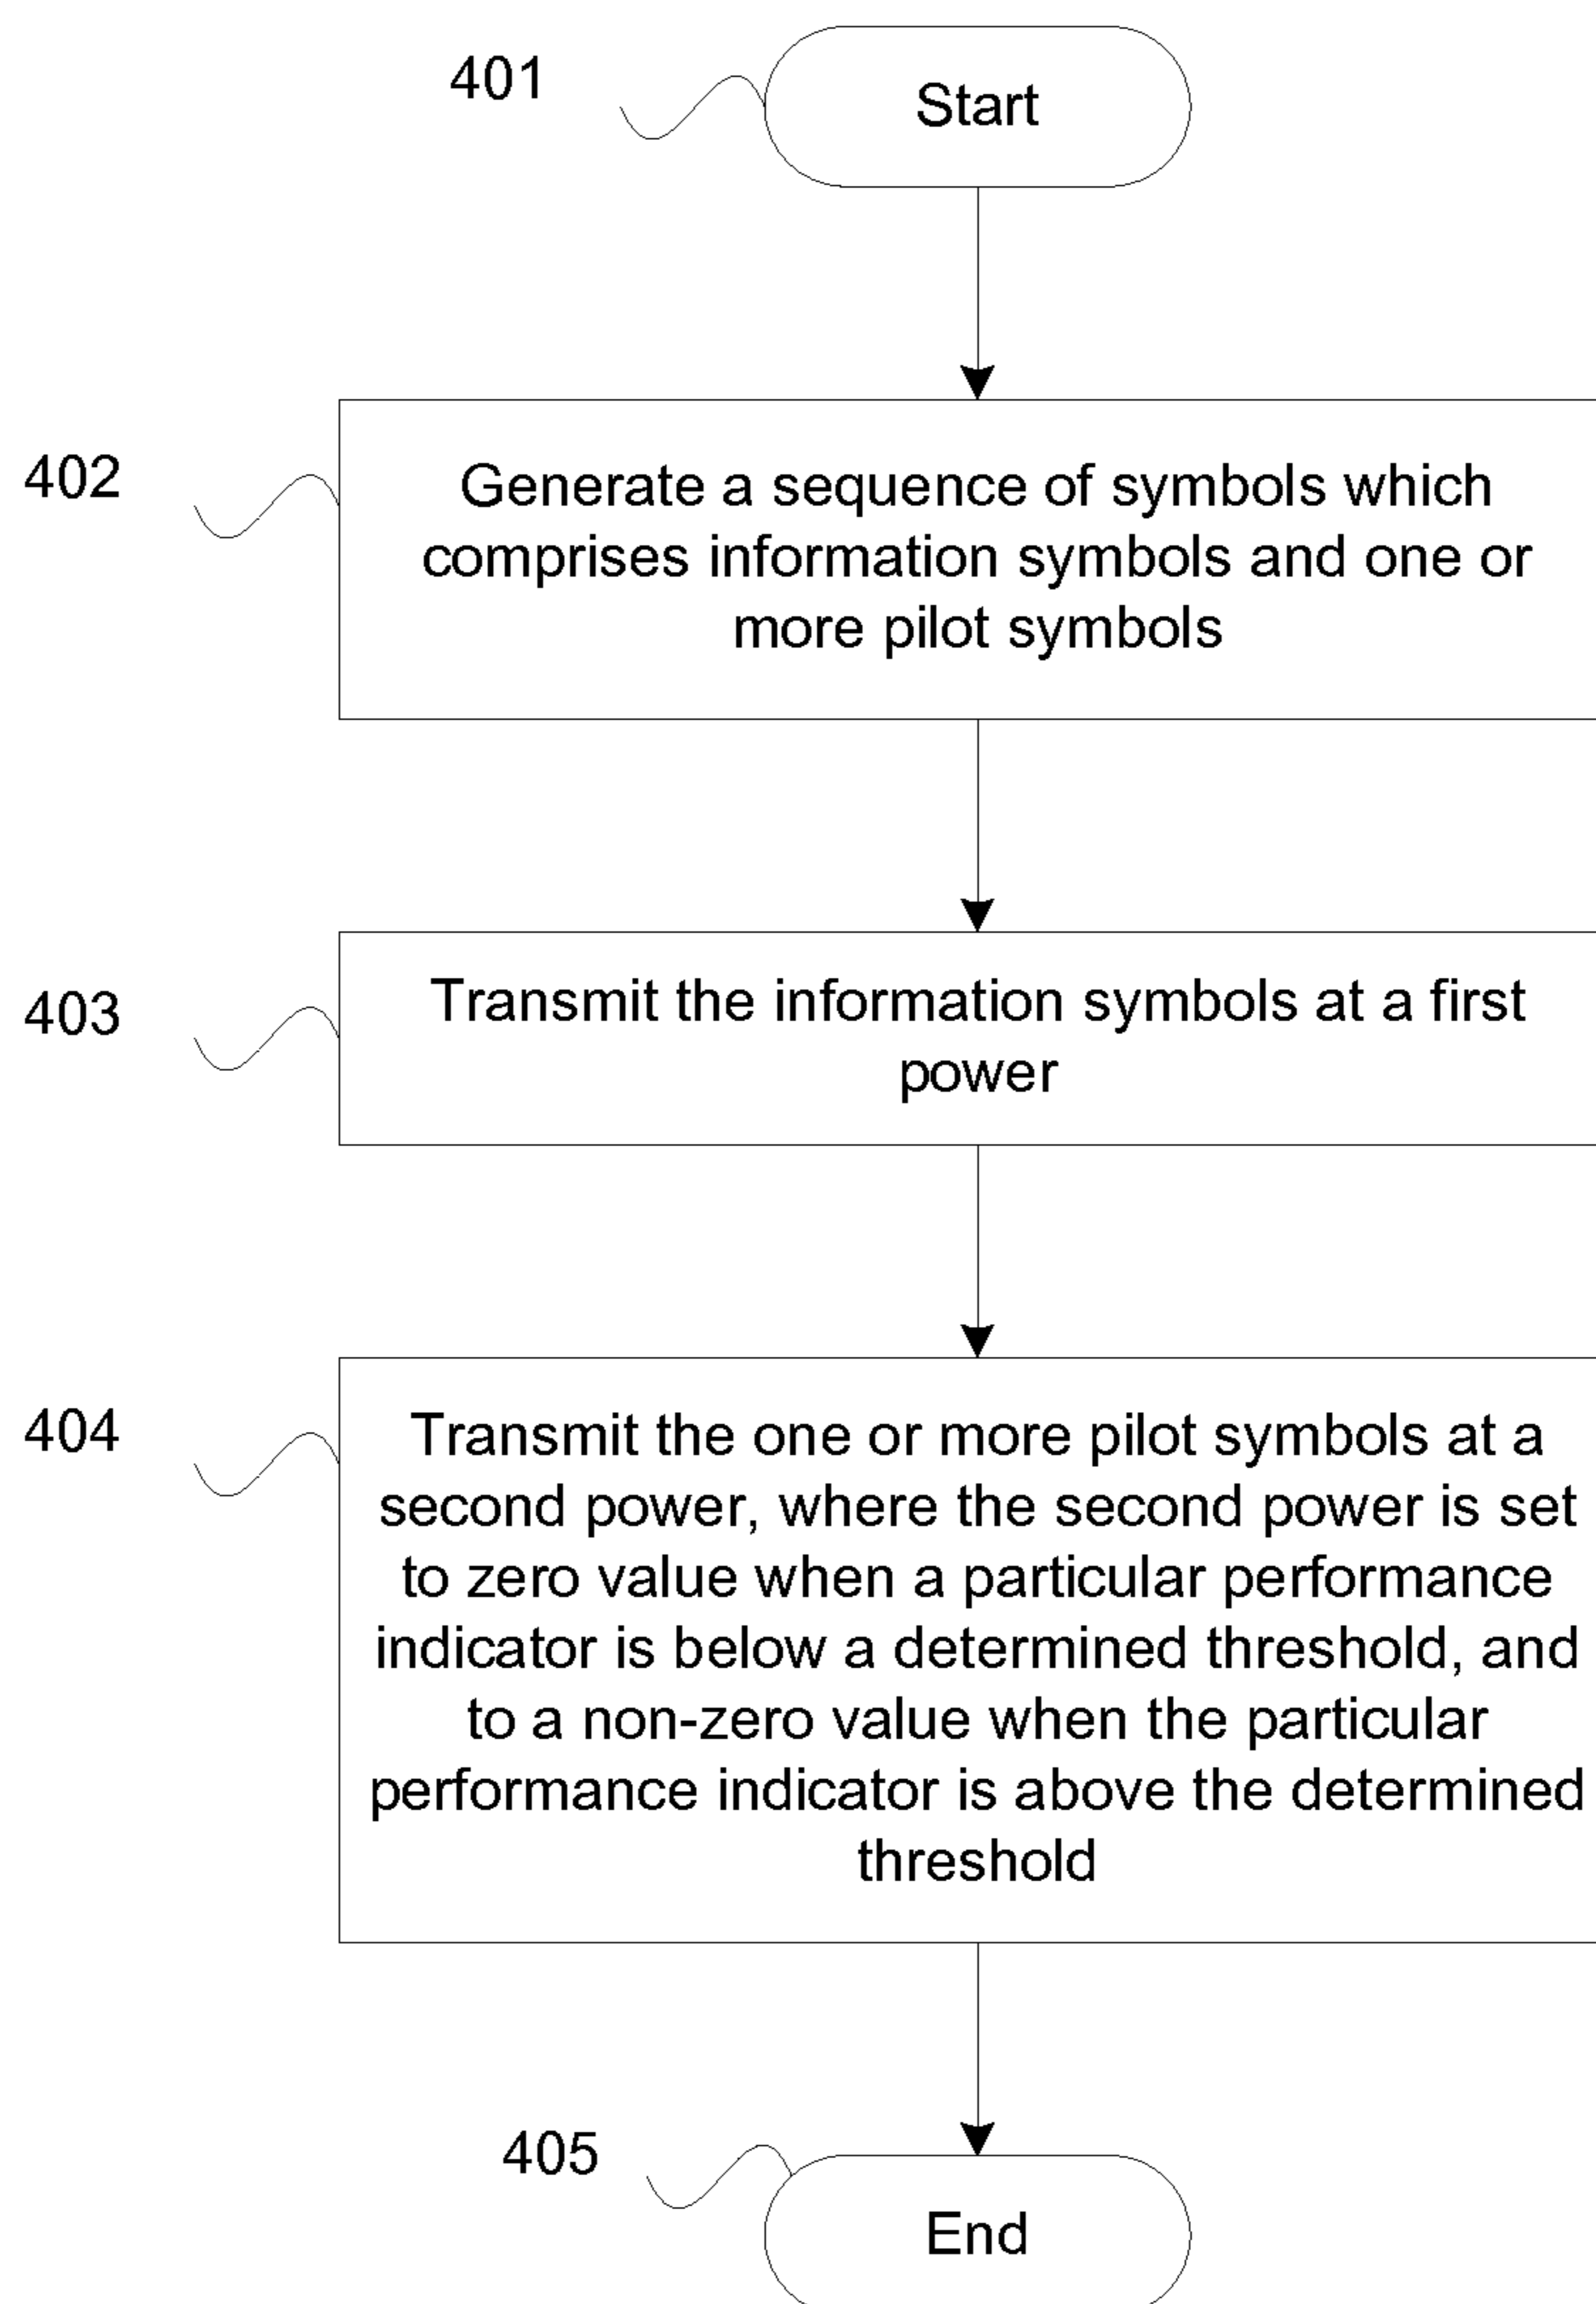 401
Start
402
Generate a sequence of symbols which
comprises information symbols and one or
more pilot symbols
403
Transmit the information symbols at a first
power
404
Transmit the one or more pilot symbols at a
second power, where the second power is set
to zero value when a particular performance
indicator is below a determined threshold, and
to a non-zero value when the particular
performance indicator is above the determined
threshold
405
End